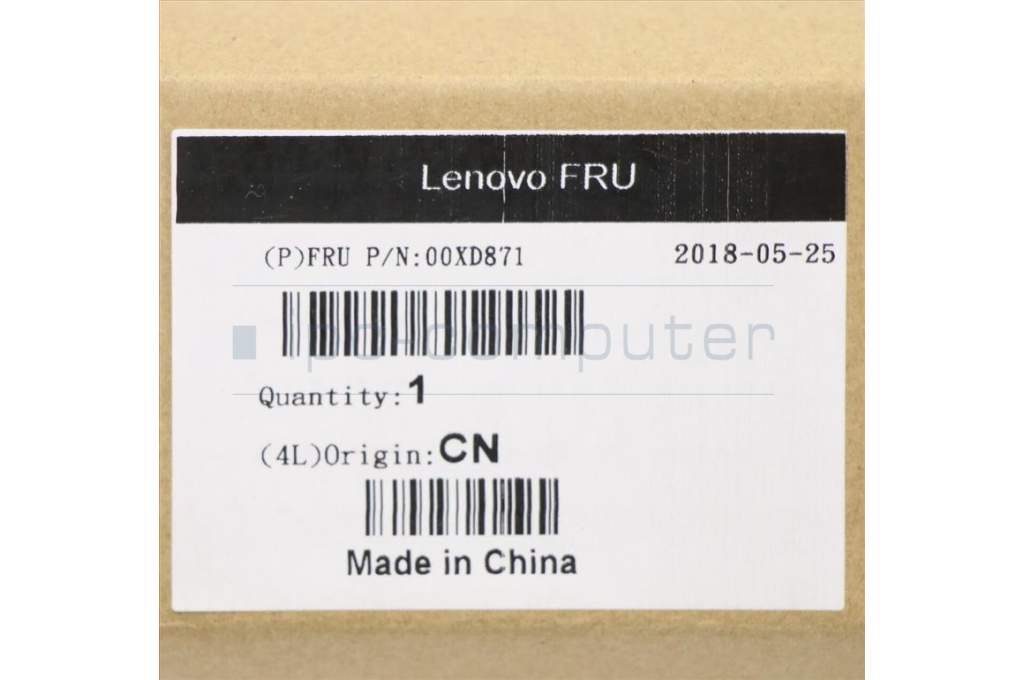 Lenovo FRU
(P)FRU P/N:00XD871 2018-05-25
pc-computer
Quantity:1
(4L)Origin:CN
Made in China